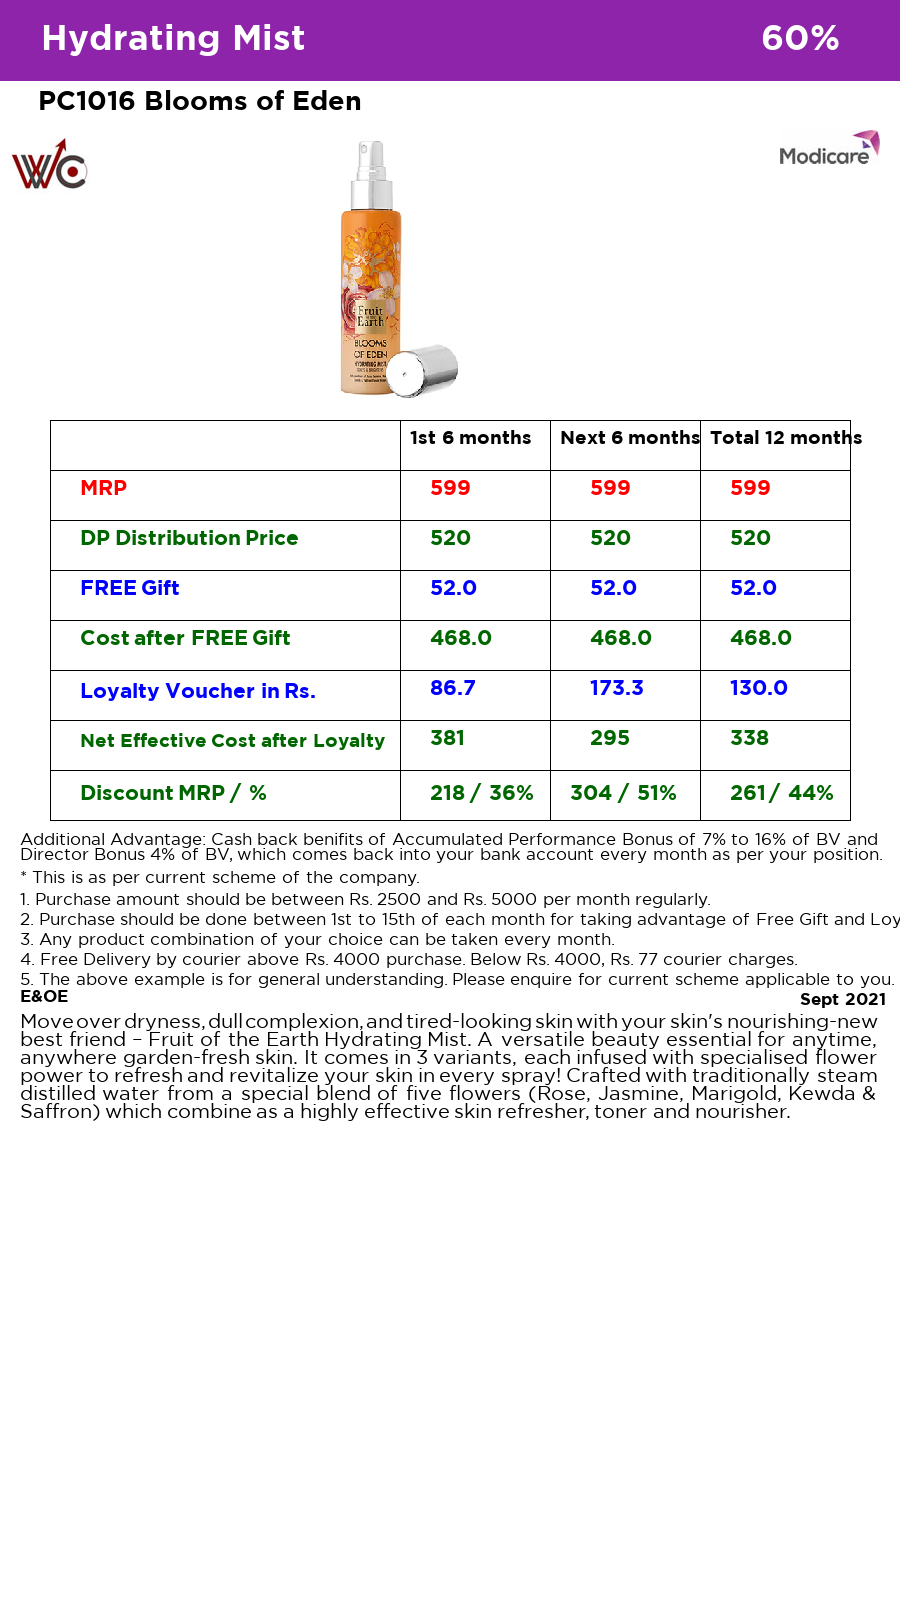 Hydrating Mist 60%
PC1016 Blooms of Eden
WC
Modicare
Fruit
Earth
BLOOMS
OF EDEN
HYDRATING MIST
1st 6 months Next 6 months Total 12 months
MRP 599 599 599
DP Distribution Price 520 520 520
FREE Gift 52.0 52.0 52.0
Cost after FREE Gift 468.0 468.0 468.0
Loyalty Voucher in Rs. 86.7 173.3 130.0
Net Effective Cost after Loyalty 381 295 338
Discount MRP / % 218 / 36% 304 / 51% 261 / 44%
Additional Advantage: Cash back benifits of Accumulated Performance Bonus of 7% to 16% of BV and
Director Bonus 4% of BV, which comes back into your bank account every month as per your position.
* This is as per current scheme of the company.
1. Purchase amount should be between Rs. 2500 and Rs. 5000 per month regularly.
2. Purchase should be done between 1st to 15th of each month for taking advantage of Free Gift and Loy
3. Any product combination of your choice can be taken every month.
4. Free Delivery by courier above Rs. 4000 purchase. Below Rs. 4000, Rs. 77 courier charges.
5. The above example is for general understanding. Please enquire for current scheme applicable to you.
E&OE Sept 2021
Move over dryness, dull complexion, and tired-looking skin with your skin's nourishing-new
best friend – Fruit of the Earth Hydrating Mist. A versatile beauty essential for anytime,
anywhere garden-fresh skin. It comes in 3 variants, each infused with specialised flower
power to refresh and revitalize your skin in every spray! Crafted with traditionally steam
distilled water from a special blend of five flowers (Rose, Jasmine, Marigold, Kewda &
Saffron) which combine as a highly effective skin refresher, toner and nourisher.